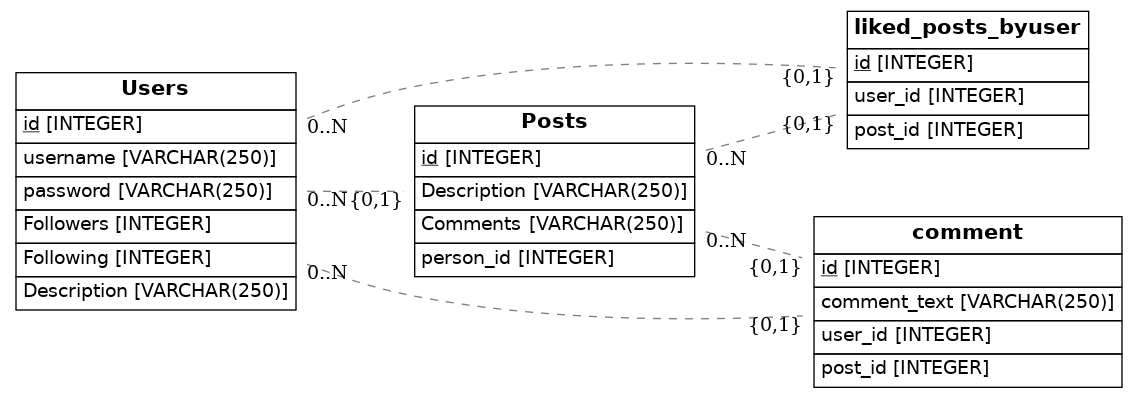 Users
id [INTEGER]
username [VARCHAR(250)]
password [VARCHAR(250)]
Followers [INTEGER]
Following [INTEGER]
Description [VARCHAR(250)]
0..N
0..N
0..N
{0,1}
Posts
id [INTEGER]
Description [VARCHAR(250)]
Comments [VARCHAR(250)]
person_id [INTEGER]
0..N
0..N
{0,1}
{0,1}
liked_posts_byuser
id [INTEGER]
user_id [INTEGER]
post_id [INTEGER]
{0,1}
{0,1}
comment
id [INTEGER]
comment_text [VARCHAR(250)]
user_id [INTEGER]
post_id [INTEGER]